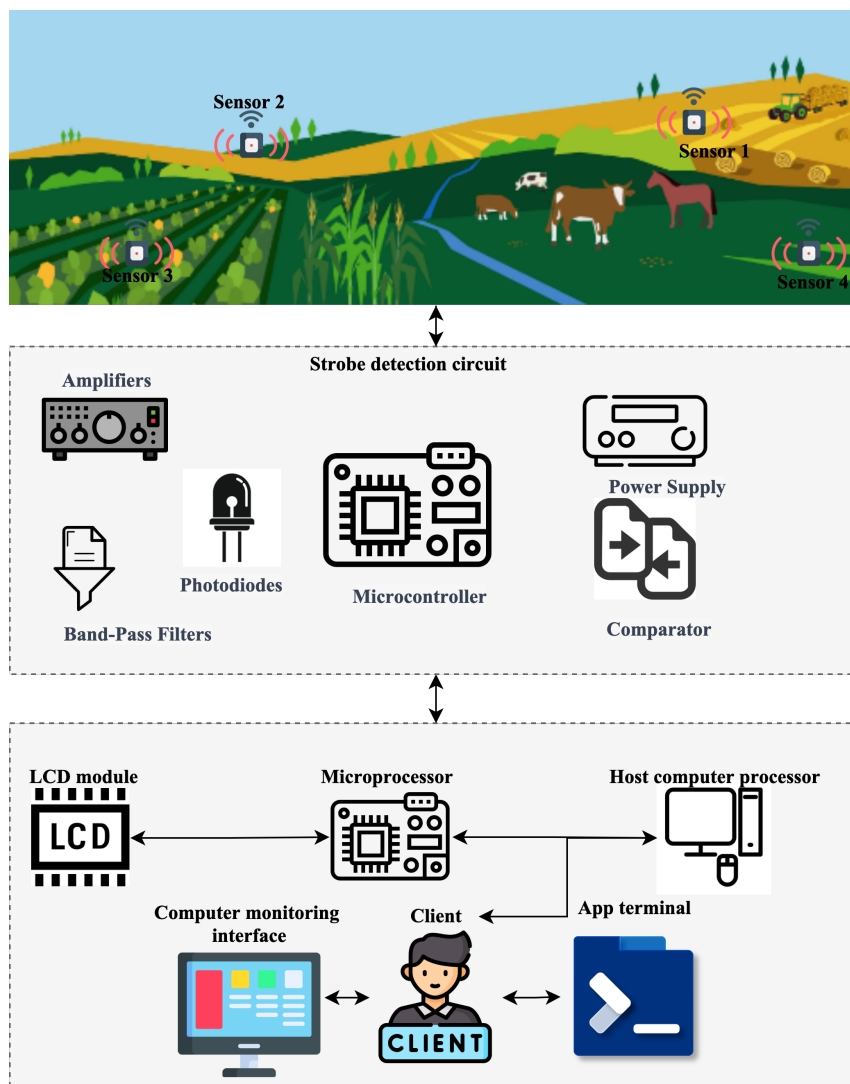 Sensor 2
Sensor 1
Sensor 3
Sensor 4
Strobe detection circuit
Amplifiers
Power Supply
Photodiodes
Microcontroller
Band-Pass Filters
Comparator
LCD module
Microprocessor
Host computer processor
LCD
Computer monitoring
interface
Client
App terminal
CLIENT